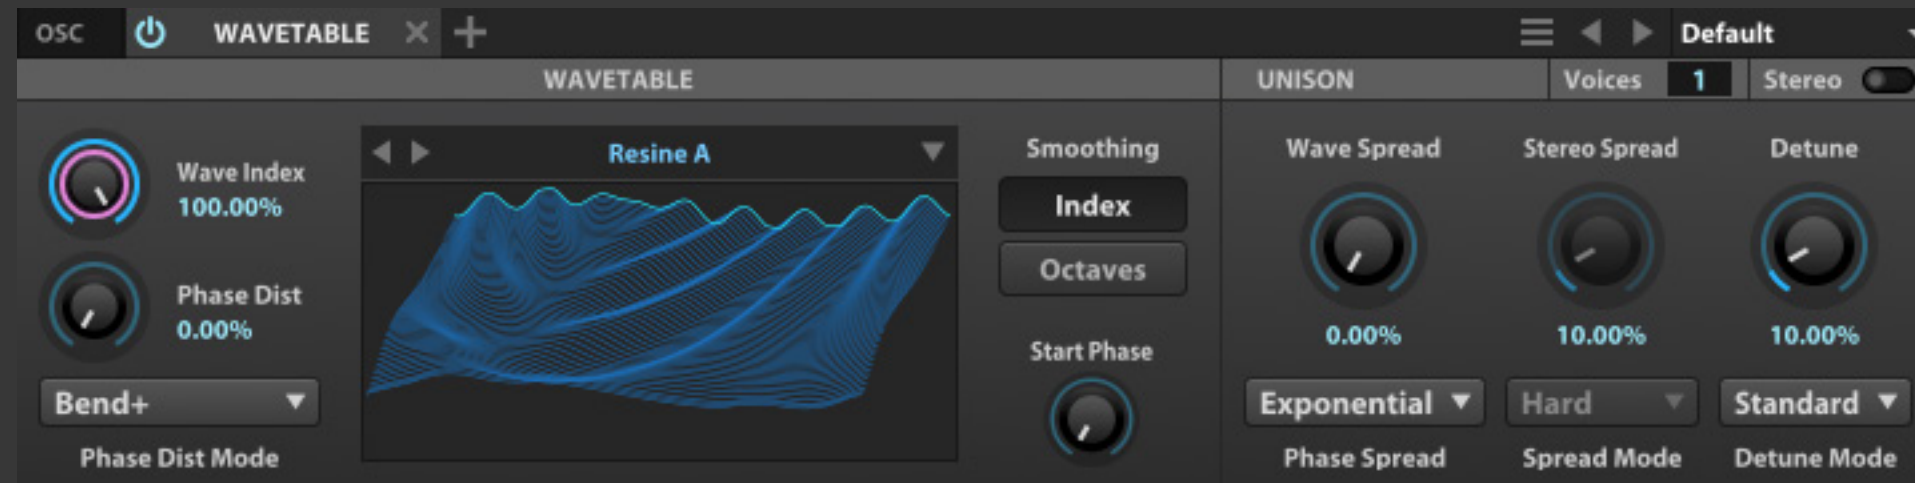 OSC WAVETABLE Default
WAVETABLE UNISON Voices 1 Stereo
Wave Index
100.00%
Phase Dist
0.00%
Bend+
Phase Dist Mode
Resine A
Smoothing
Index
Octaves
Start Phase
Wave Spread Stereo Spread Detune
0.00% 10.00% 10.00%
Exponential Hard Standard
Phase Spread Spread Mode Detune Mode